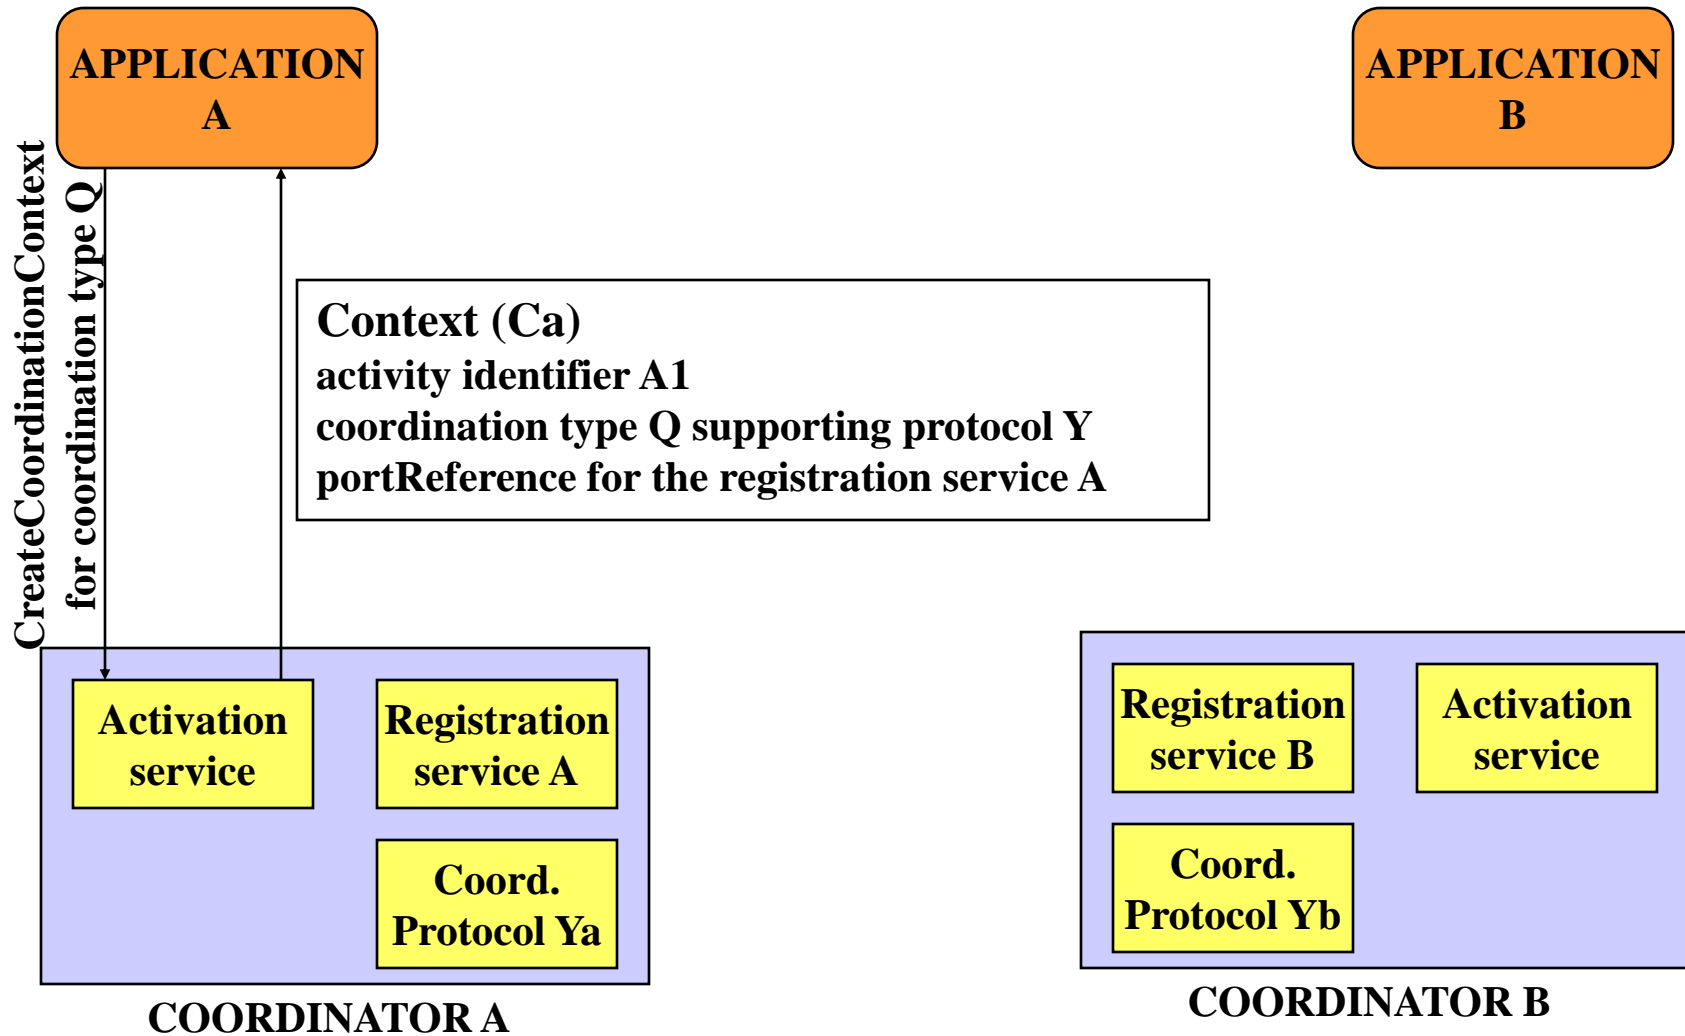 APPLICATION
A
APPLICATION
B
CreateCoordinationContext
for coordination type Q
Context (Ca)
activity identifier A1
coordination type Q supporting protocol Y
portReference for the registration service A
Activation
service
Registration
service A
Coord.
Protocol Ya
COORDINATOR A
Registration
service B
Activation
service
Coord.
Protocol Yb
COORDINATOR B